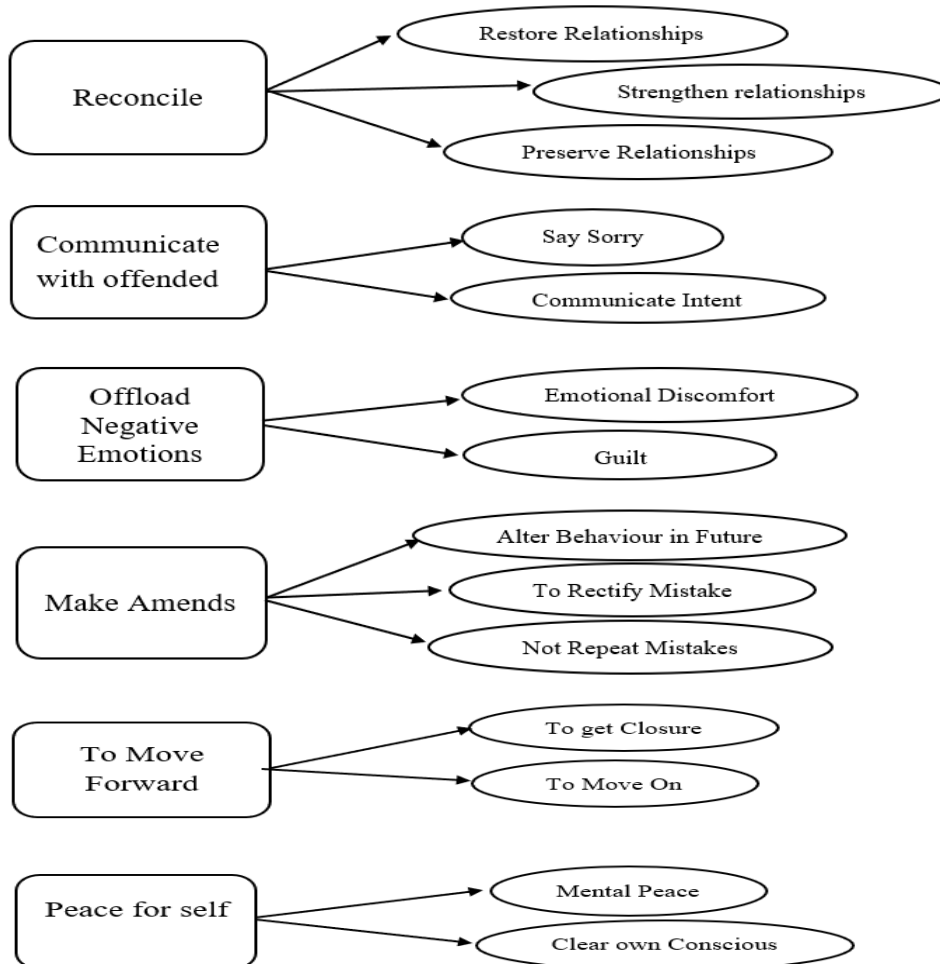 Reconcile
Restore Relationships
Strengthen relationships
Preserve Relationships
Communicate
with offended
Say Sorry
Communicate Intent
Offload
Negative
Emotions
Emotional Discomfort
Guilt
Make Amends
Alter Behaviour in Future
To Rectify Mistake
Not Repeat Mistakes
To Move
Forward
To get Closure
To Move On
Peace for self
Mental Peace
Clear own Conscious